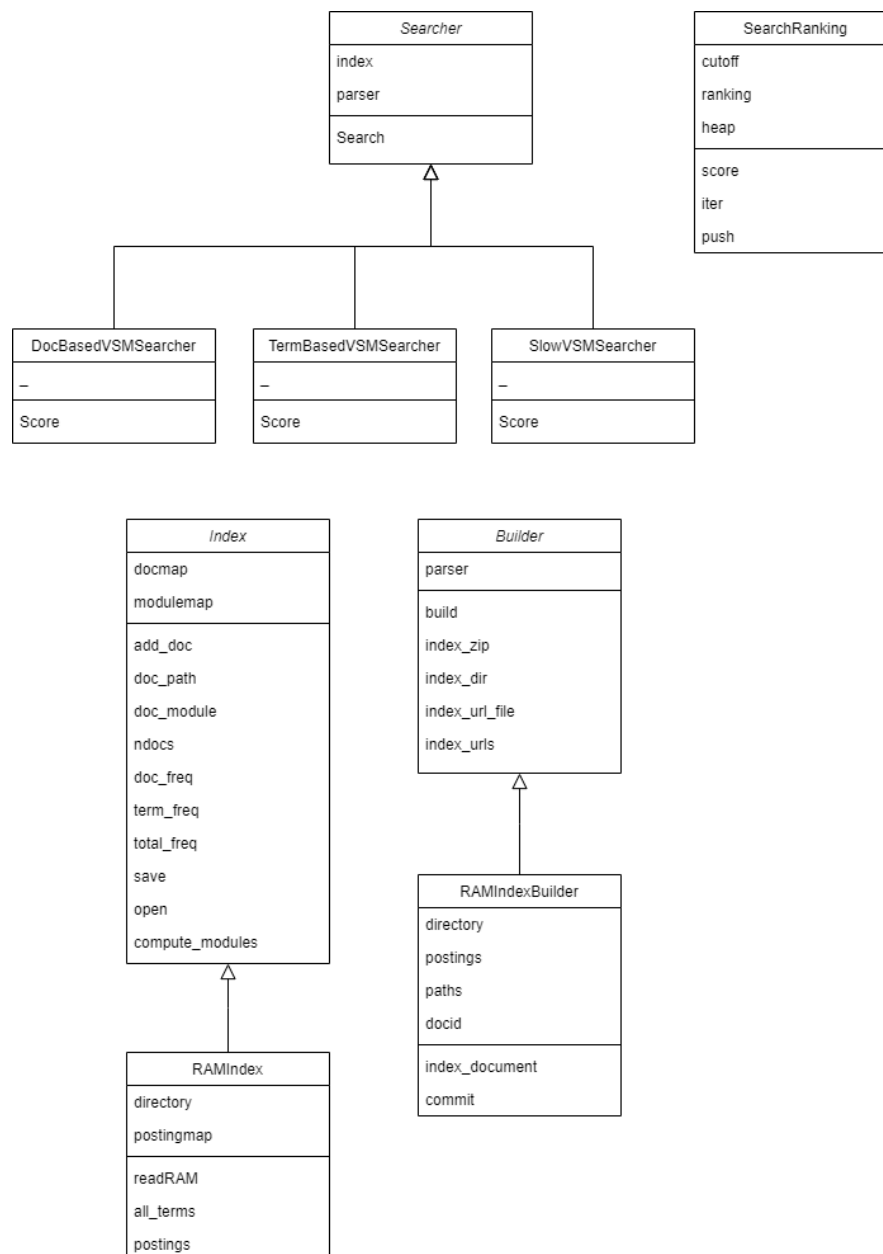 Searcher
index
parser
Search
SearchRanking
cutoff
ranking
heap
score
iter
push
DocBasedVSMSearcher
_
Score
TermBasedVSMSearcher
_
Score
SlowVSMSearcher
_
Score
Index
docmap
modulemap
add_doc
doc_path
doc_module
ndocs
doc_freq
term_freq
total_freq
save
open
compute_modules
Builder
parser
build
index_zip
index_dir
index_url_file
index_urls
RAMIndexBuilder
directory
postings
paths
docid
index_document
commit
RAMIndex
directory
postingmap
readRAM
all_terms
postings